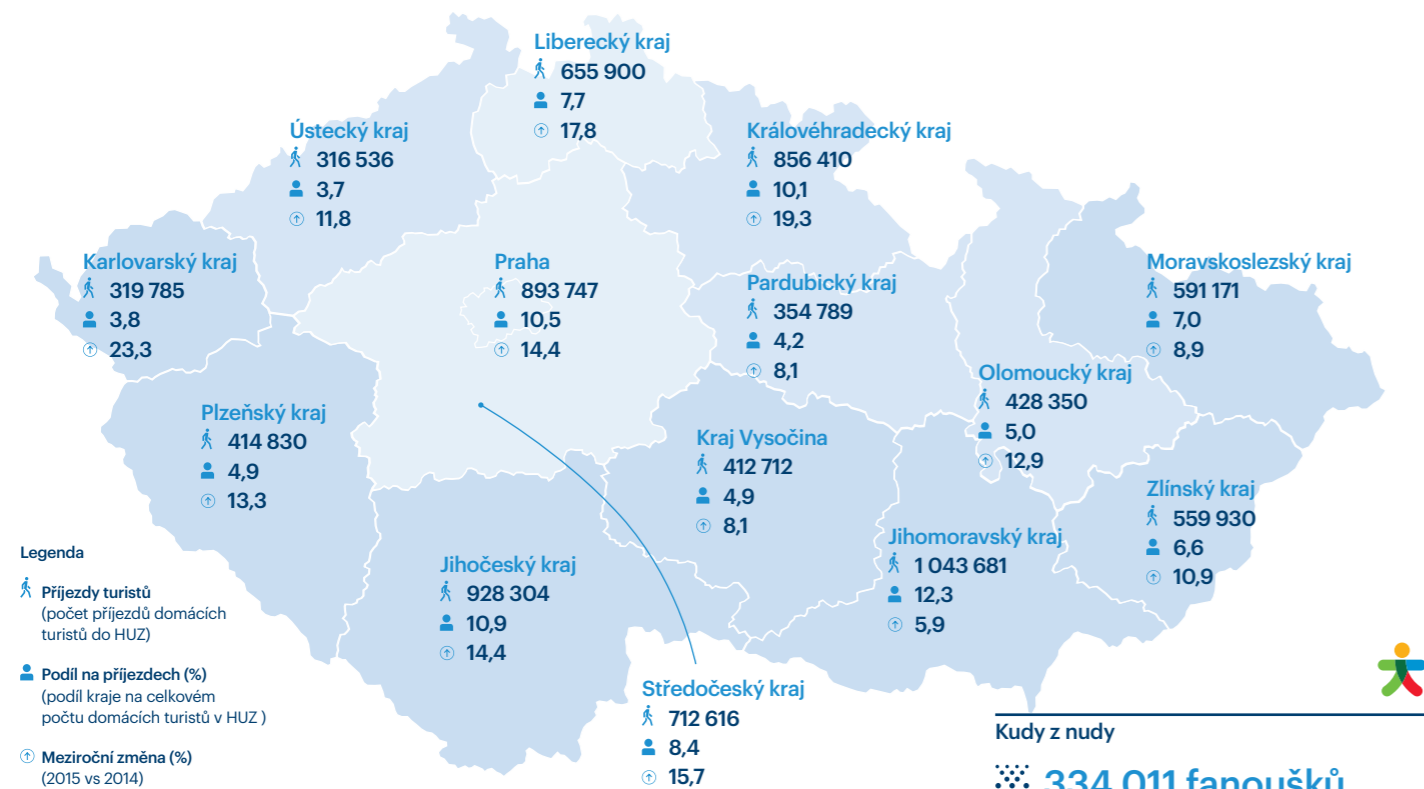 Liberecký kraj
655 900
7,7
17,8
Ústecký kraj
316 536
3,7
11,8
Královéhradecký kraj
856 410
10,1
19,3
Karlovarský kraj
319 785
3,8
23,3
Praha
893 747
10,5
14,4
Pardubický kraj
354 789
4,2
8,1
Moravskoslezský kraj
591 171
7,0
8,9
Olomoucký kraj
428 350
5,0
12,9
Plzeňský kraj
414 830
4,9
13,3
Kraj Vysočina
412 712
4,9
8,1
Zlínský kraj
559 930
6,6
10,9
Jihomoravský kraj
1 043 681
12,3
5,9
Jihočeský kraj
928 304
10,9
14,4
Středočeský kraj
712 616
8,4
15,7
Legenda
Příjezdy turistů
(počet příjezdů domácích
turistů do HUZ)
Podíl na příjezdech (%)
(podíl kraje na celkovém
počtu domácích turistů v HUZ )
Meziroční změna (%)
(2015 vs 2014)
Kudy z nudy
334 011 fanoušků